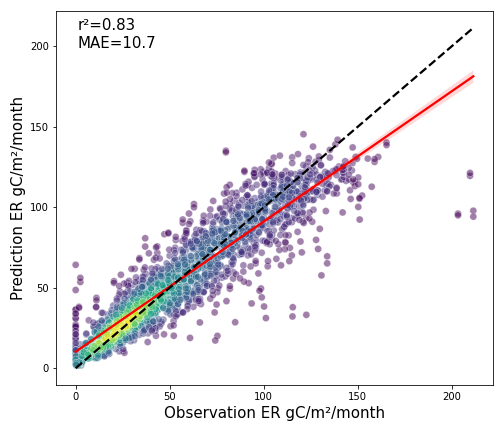 r²=0.83
MAE=10.7
200
150
100
50
0
Prediction ER gC/m²/month
0 50 100 150 200
Observation ER gC/m²/month